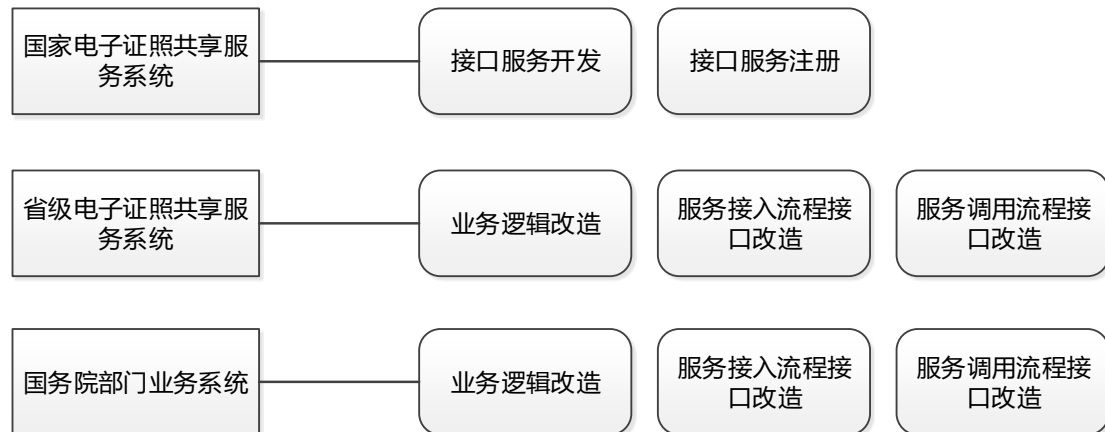 国家电子证照共享服
务系统
接口服务开发
接口服务注册
省级电子证照共享服
务系统
业务逻辑改造
服务接入流程接
口改造
服务调用流程接
口改造
国务院部门业务系统
业务逻辑改造
服务接入流程接
口改造
服务调用流程接
口改造